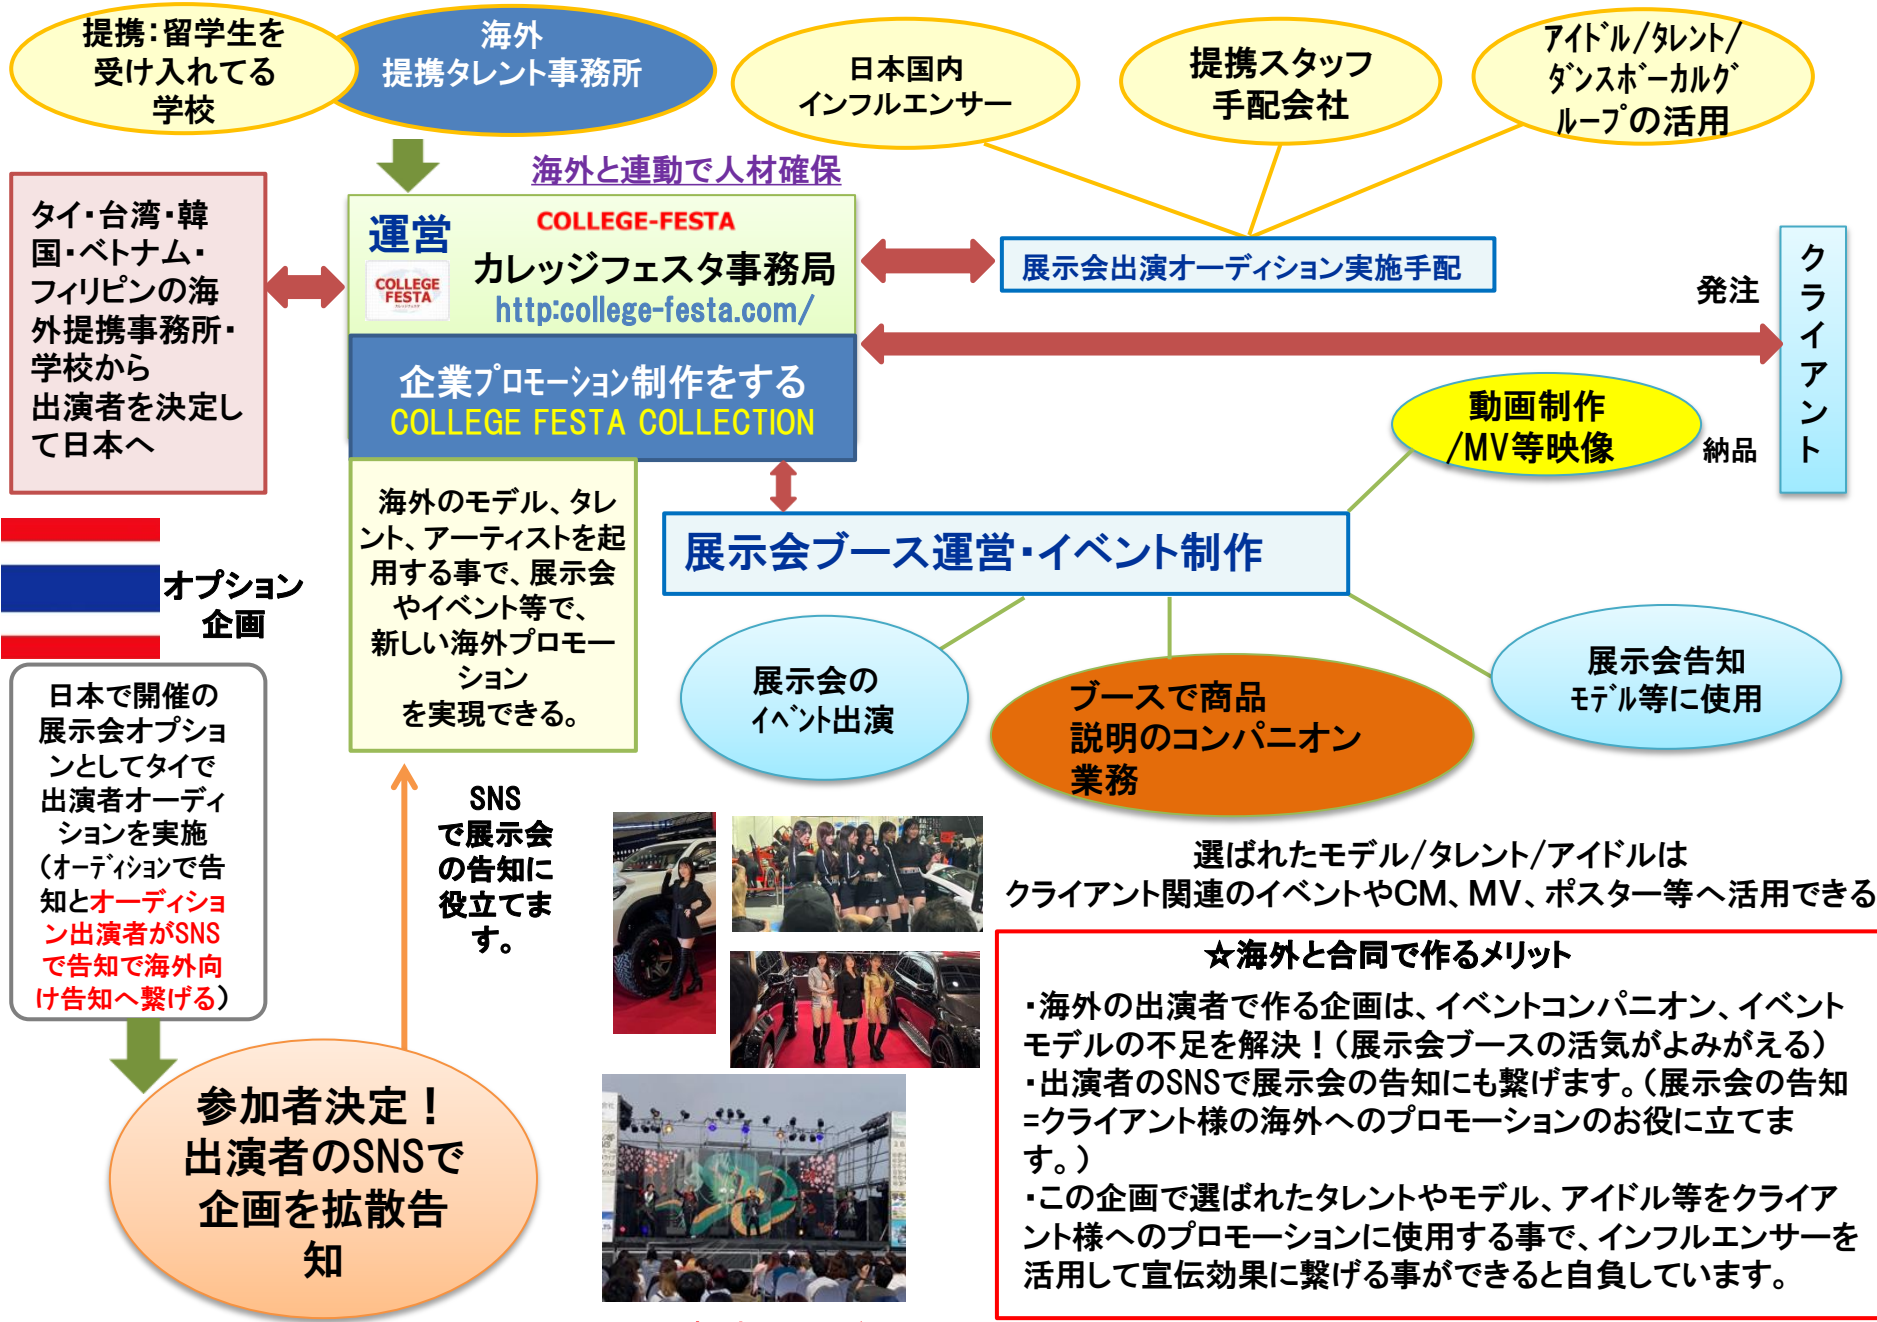 提携：留学生を
受け入れてる
学校
海外
提携タレント事務所
日本国内
インフルエンサー
提携スタッフ
手配会社
ｱｲﾄﾞﾙ/ﾀﾚﾝﾄ/
ﾀﾞﾝｽﾎﾞｰｶﾙｸﾞ
ﾙｰﾌﾟの活用
海外と連動で人材確保
タイ・台湾・韓
国・ベトナム・
フィリピンの海
外提携事務所・
学校から
出演者を決定し
て日本へ
運営
COLLEGE-FESTA
COLLEGE
FESTA
カレッジフェスタ事務局
http:college-festa.com/
展示会出演オーディション実施手配
発注
クライアント
納品
企業ﾌﾟﾛﾓｰｼｮﾝ制作をする
COLLEGE FESTA COLLECTION
動画制作
/MV等映像
海外のモデル、タレ
ント、アーティストを起
用する事で、展示会
やイベント等で、
新しい海外プロモー
ション
を実現できる。
展示会ブース運営・イベント制作
オプション
企画
展示会の
ｲﾍﾞﾝﾄ出演
ブースで商品
説明のコンパニオン
業務
展示会告知
ﾓﾃﾞﾙ等に使用
日本で開催の
展示会オプショ
ンとしてタイで
出演者オーディ
ションを実施
（ｵｰﾃﾞｨｼｮﾝで告
知とオーディショ
ン出演者がSNS
で告知で海外向
け告知へ繋げる）
SNS
で展示会
の告知に
役立てま
す。
選ばれたモデル/タレント/アイドルは
クライアント関連のイベントやCM、MV、ポスター等へ活用できる
参加者決定！
出演者のSNSで
企画を拡散告
知
☆海外と合同で作るメリット
・海外の出演者で作る企画は、イベントコンパニオン、イベント
モデルの不足を解決！（展示会ブースの活気がよみがえる）
・出演者のSNSで展示会の告知にも繋げます。（展示会の告知
=クライアント様の海外へのプロモーションのお役に立てま
す。）
・この企画で選ばれたタレントやモデル、アイドル等をクライア
ント様へのプロモーションに使用する事で、インフルエンサーを
活用して宣伝効果に繋げる事ができると自負しています。